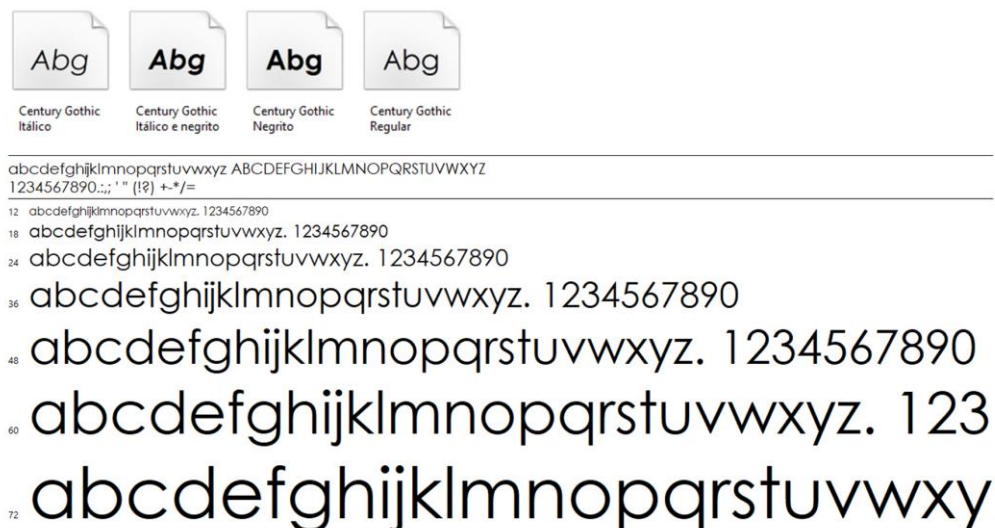 Abg Abg Abg Abg
Century Gothic Itálico
Century Gothic Itálico e negrito
Century Gothic Negrito
Century Gothic Regular
abcdefghijklmnopqrstuvwxyz ABCDEFGHIJKLMNOPQRSTUVWXYZ
1234567890.:,; ' " (!?) +-*/=
12 abcdefghijklmnopqrstuvwxyz. 1234567890
18 abcdefghijklmnopqrstuvwxyz. 1234567890
24 abcdefghijklmnopqrstuvwxyz. 1234567890
36 abcdefghijklmnopqrstuvwxyz. 1234567890
48 abcdefghijklmnopqrstuvwxyz. 1234567890
60 abcdefghijklmnopqrstuvwxyz. 123
72 abcdefghijklmnopqrstuvwxy